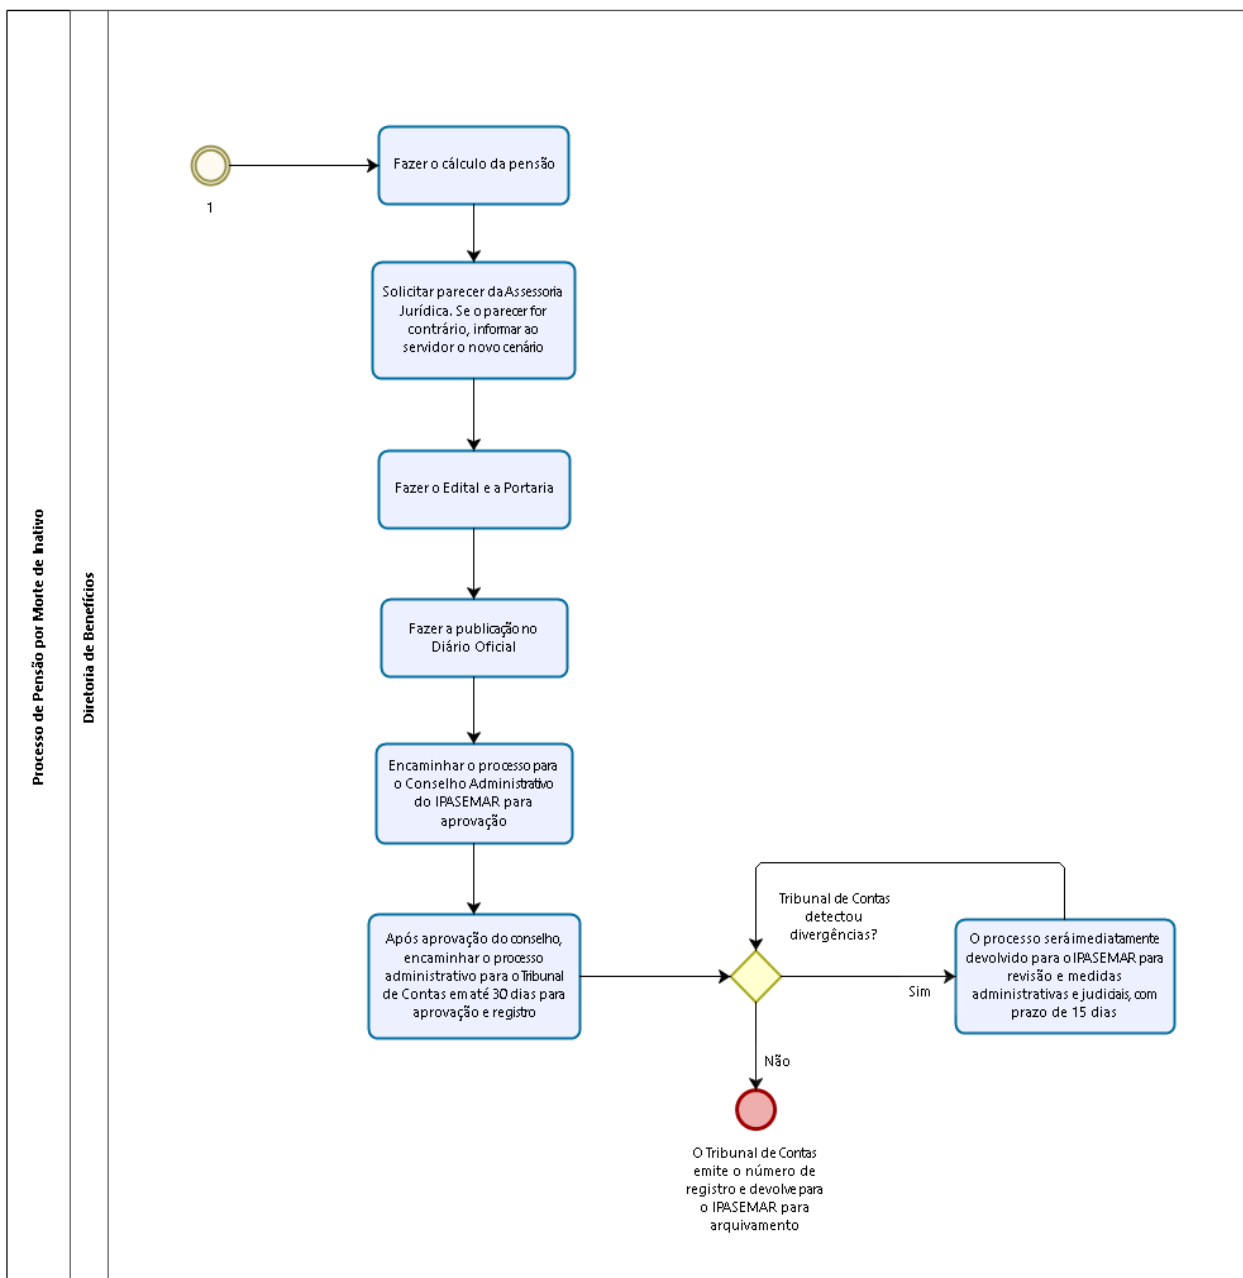 Processo de Pensão por Morte de Inativo
Diretoria de Benefícios
1
Fazer o cálculo da pensão
Solicitar parecer da Assessoria
Jurídica. Se o parecer for
contrário, informar ao
servidor o novo cenário
Fazer o Edital e a Portaria
Fazer a publicação no
Diário Oficial
Encaminhar o processo para
o Conselho Administrativo
do IPASEMAR para
aprovação
Após aprovação do conselho,
encaminhar o processo
administrativo para o Tribunal
de Contas em até 30 dias para
aprovação e registro
Tribunal de Contas
detectou
divergências?
Sim
O processo será imediatamente
devolvido para o IPASEMAR para
revisão e medidas
administrativas e judiciais, com
prazo de 15 dias
Não
O Tribunal de Contas
emite o número de
registro e devolve para
o IPASEMAR para
arquivamento